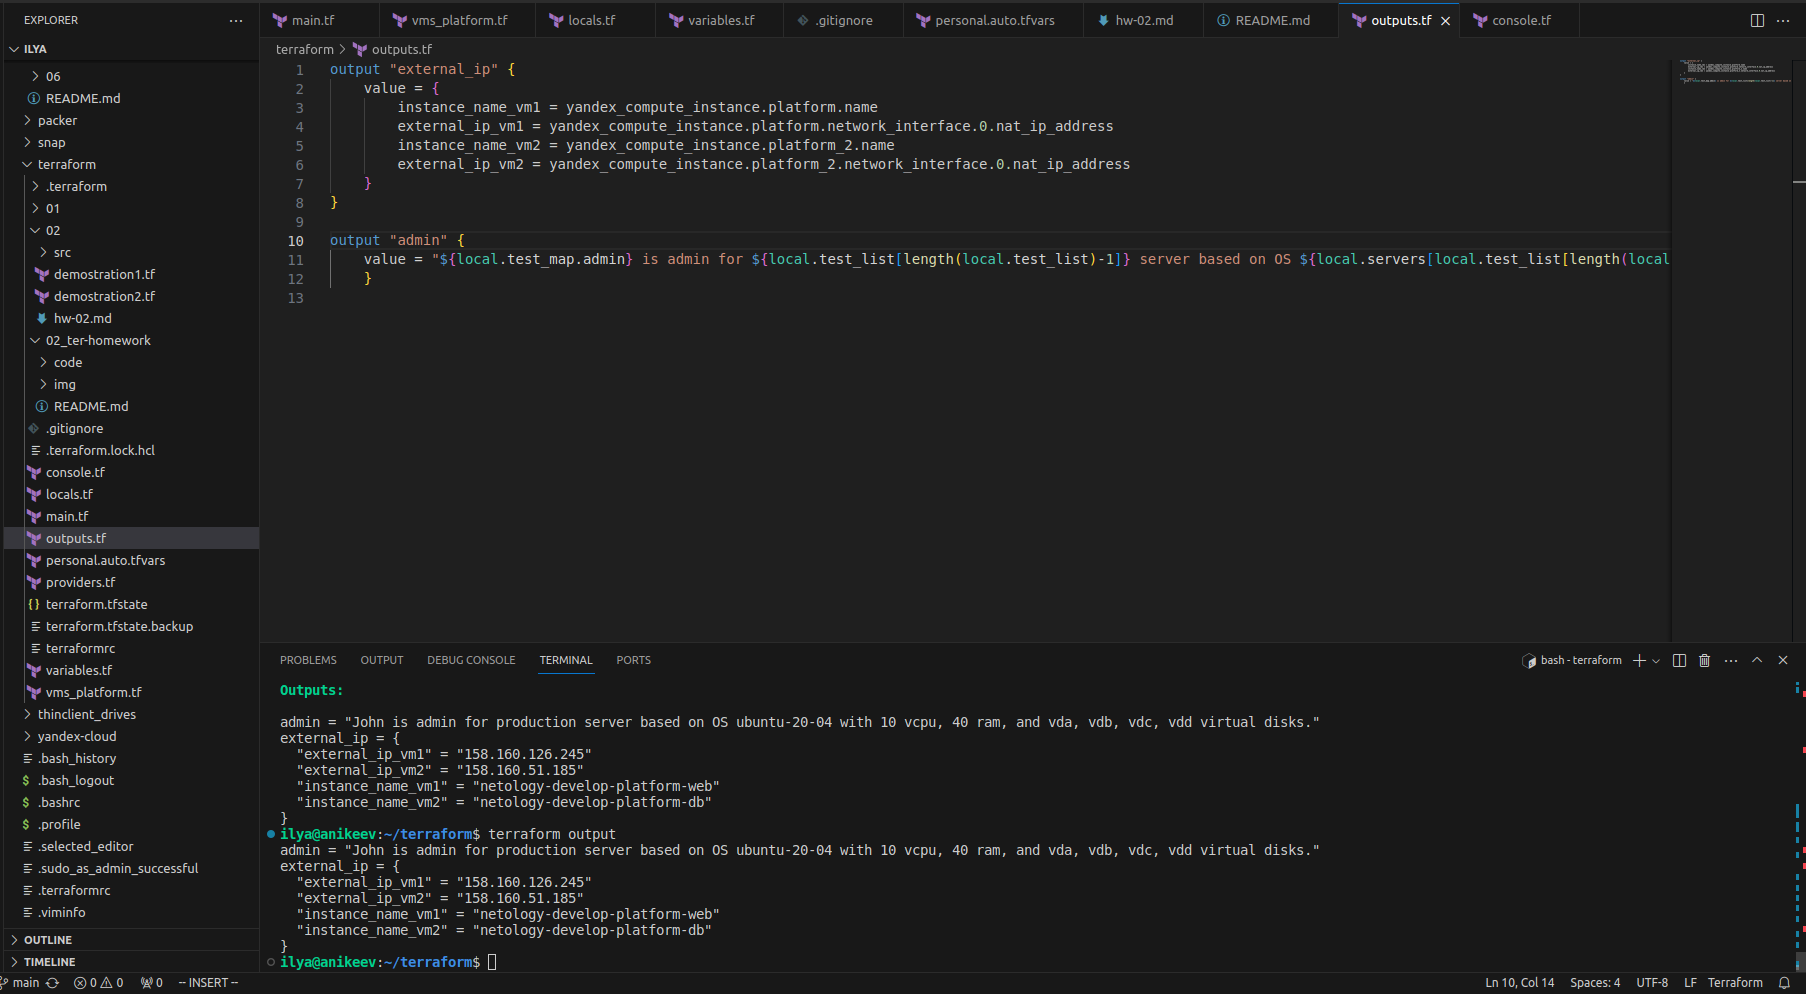 EXPLORER
ILYA
06
README.md
packer
snap
terraform
.terraform
01
02
src
demostration1.tf
demostration2.tf
hw-02.md
02_ter-homework
code
img
README.md
.gitignore
.terraform.lock.hcl
console.tf
locals.tf
main.tf
outputs.tf
personal.auto.tfvars
providers.tf
terraform.tfstate
terraform.tfstate.backup
terraformrc
variables.tf
vms_platform.tf
thinclient_drives
yandex-cloud
.bash_history
.bash_logout
.bashrc
.profile
.selected_editor
.sudo_as_admin_successful
.terraformrc
.viminfo
OUTLINE
TIMELINE
main.tf vms_platform.tf locals.tf variables.tf .gitignore personal.auto.tfvars hw-02.md README.md outputs.tf console.tf
terraform > outputs.tf
1 output "external_ip" {
2 value = {
3 instance_name_vm1 = yandex_compute_instance.platform.name
4 external_ip_vm1 = yandex_compute_instance.platform.network_interface.0.nat_ip_address
5 instance_name_vm2 = yandex_compute_instance.platform_2.name
6 external_ip_vm2 = yandex_compute_instance.platform_2.network_interface.0.nat_ip_address
7 }
8 }
9
10 output "admin" {
11 value = "${local.test_map.admin} is admin for ${local.test_list[length(local.test_list)-1]} server based on OS ${local.servers[local.test_list[length(local
12 }
13
PROBLEMS OUTPUT DEBUG CONSOLE TERMINAL PORTS bash - terraform
Outputs:
admin = "John is admin for production server based on OS ubuntu-20-04 with 10 vcpu, 40 ram, and vda, vdb, vdc, vdd virtual disks."
external_ip = {
"external_ip_vm1" = "158.160.126.245"
"external_ip_vm2" = "158.160.51.185"
"instance_name_vm1" = "netology-develop-platform-web"
"instance_name_vm2" = "netology-develop-platform-db"
}
ilya@anikeev:~/terraform$ terraform output
admin = "John is admin for production server based on OS ubuntu-20-04 with 10 vcpu, 40 ram, and vda, vdb, vdc, vdd virtual disks."
external_ip = {
"external_ip_vm1" = "158.160.126.245"
"external_ip_vm2" = "158.160.51.185"
"instance_name_vm1" = "netology-develop-platform-web"
"instance_name_vm2" = "netology-develop-platform-db"
}
ilya@anikeev:~/terraform$
main 0 0 0 -- INSERT -- Ln 10, Col 14 Spaces: 4 UTF-8 LF Terraform